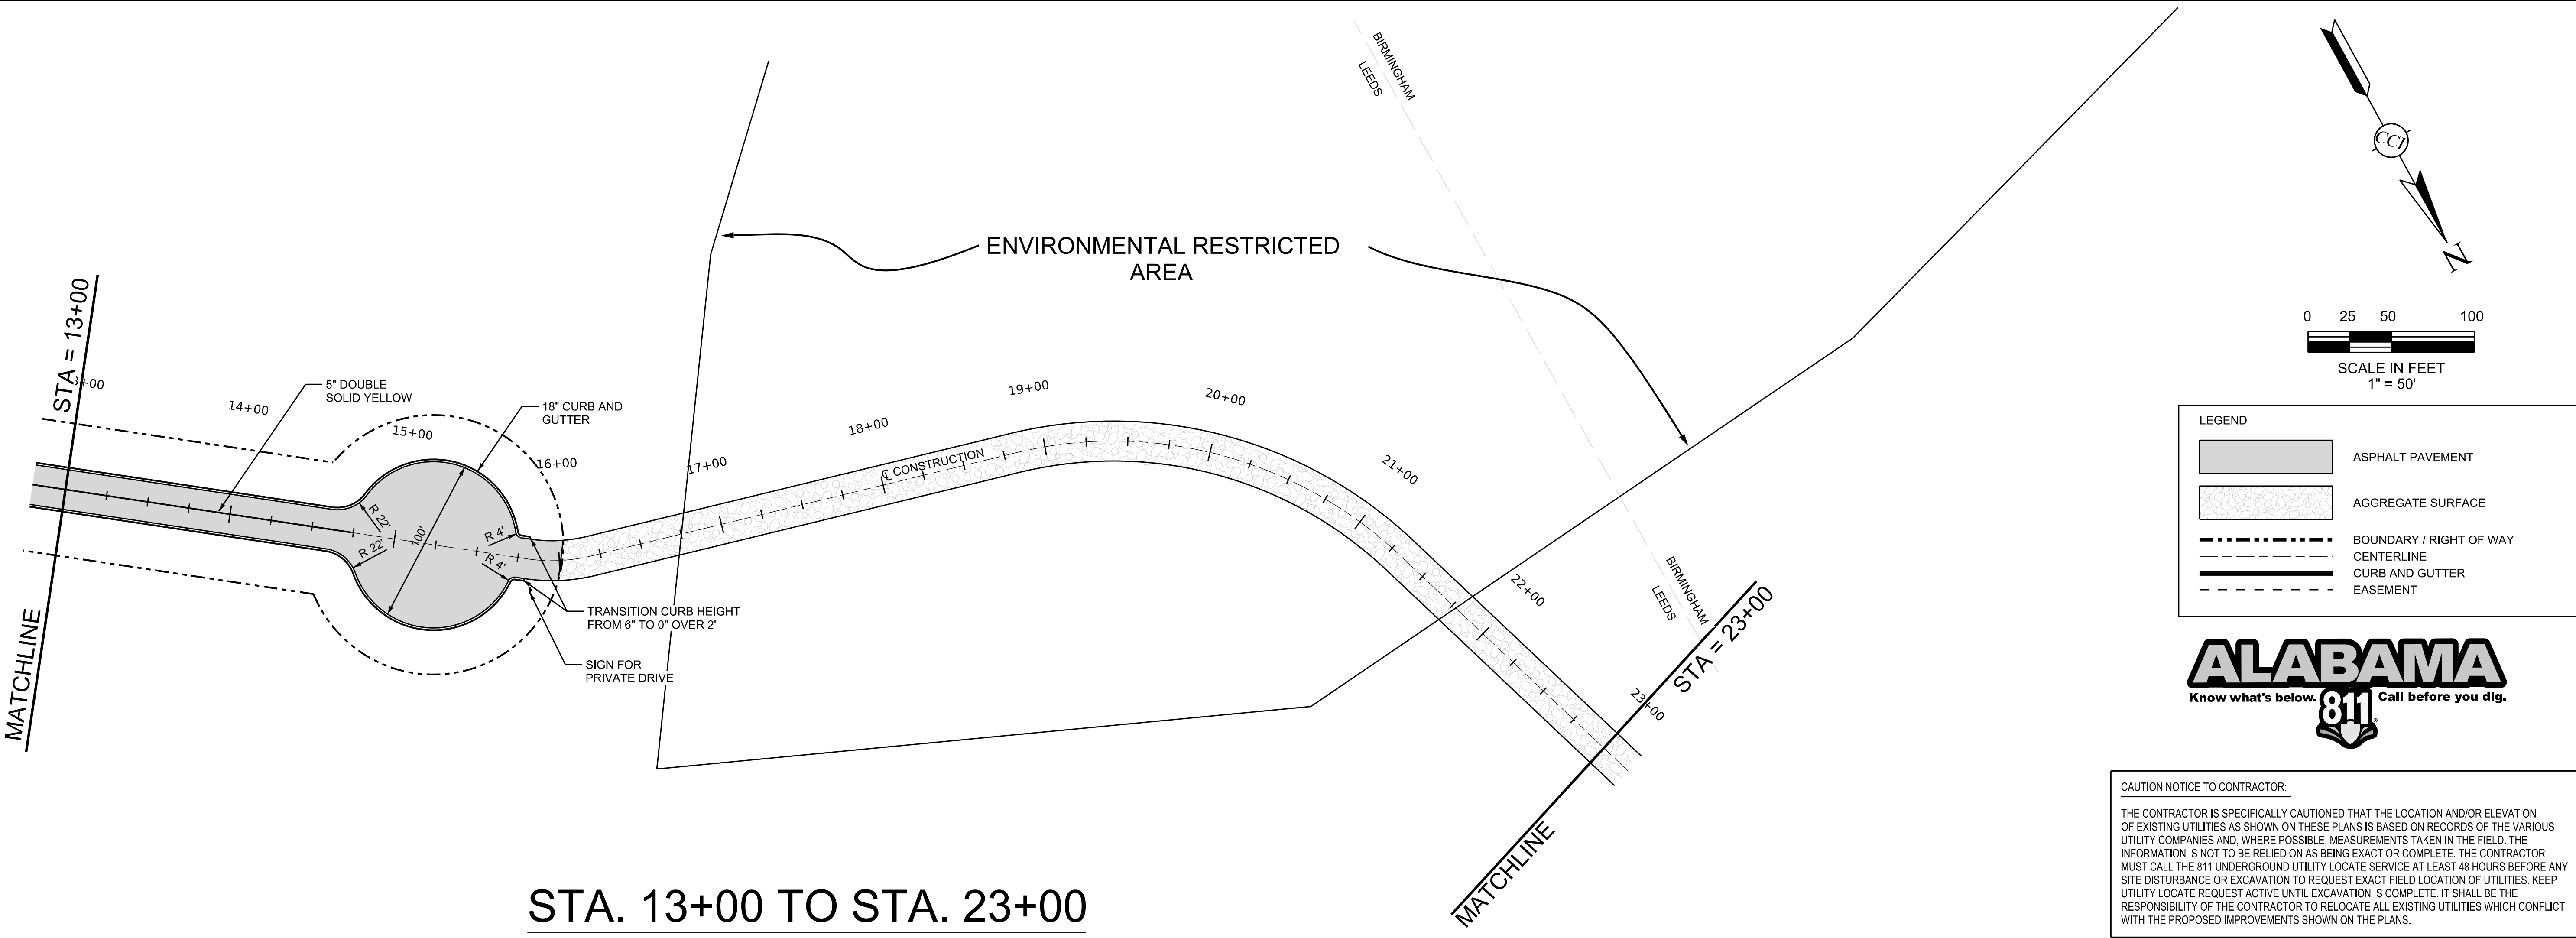 BIRMINGHAM
LEEDS
CCI
N
ENVIRONMENTAL RESTRICTED
AREA
0 25 50 100
SCALE IN FEET
1" = 50'
STA = 13+00
3+00
14+00
15+00
16+00
17+00
18+00
19+00
20+00
21+00
22+00
23+00
5" DOUBLE
SOLID YELLOW
18" CURB AND
GUTTER
R 22'
R 22'
100'
R 4'
R 4'
℄ CONSTRUCTION
TRANSITION CURB HEIGHT
FROM 6" TO 0" OVER 2'
SIGN FOR
PRIVATE DRIVE
MATCHLINE
BIRMINGHAM
LEEDS
STA = 23+00
MATCHLINE
STA. 13+00 TO STA. 23+00
LEGEND
ASPHALT PAVEMENT
AGGREGATE SURFACE
BOUNDARY / RIGHT OF WAY
CENTERLINE
CURB AND GUTTER
EASEMENT
ALABAMA
Know what's below. 811 Call before you dig.
®
CAUTION NOTICE TO CONTRACTOR:
THE CONTRACTOR IS SPECIFICALLY CAUTIONED THAT THE LOCATION AND/OR ELEVATION
OF EXISTING UTILITIES AS SHOWN ON THESE PLANS IS BASED ON RECORDS OF THE VARIOUS
UTILITY COMPANIES AND, WHERE POSSIBLE, MEASUREMENTS TAKEN IN THE FIELD. THE
INFORMATION IS NOT TO BE RELIED ON AS BEING EXACT OR COMPLETE. THE CONTRACTOR
MUST CALL THE 811 UNDERGROUND UTILITY LOCATE SERVICE AT LEAST 48 HOURS BEFORE ANY
SITE DISTURBANCE OR EXCAVATION TO REQUEST EXACT FIELD LOCATION OF UTILITIES. KEEP
UTILITY LOCATE REQUEST ACTIVE UNTIL EXCAVATION IS COMPLETE. IT SHALL BE THE
RESPONSIBILITY OF THE CONTRACTOR TO RELOCATE ALL EXISTING UTILITIES WHICH CONFLICT
WITH THE PROPOSED IMPROVEMENTS SHOWN ON THE PLANS.